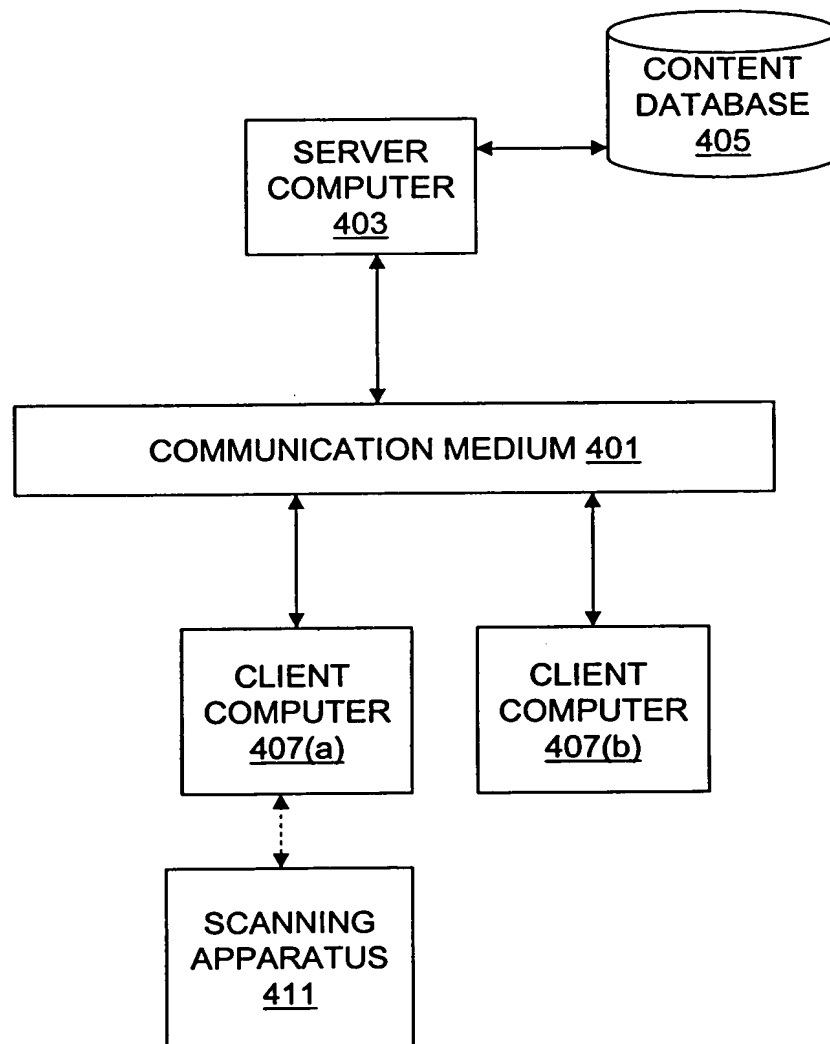 CONTENT
DATABASE
405
SERVER
COMPUTER
403
COMMUNICATION MEDIUM 401
CLIENT
COMPUTER
407(a)
CLIENT
COMPUTER
407(b)
SCANNING
APPARATUS
411